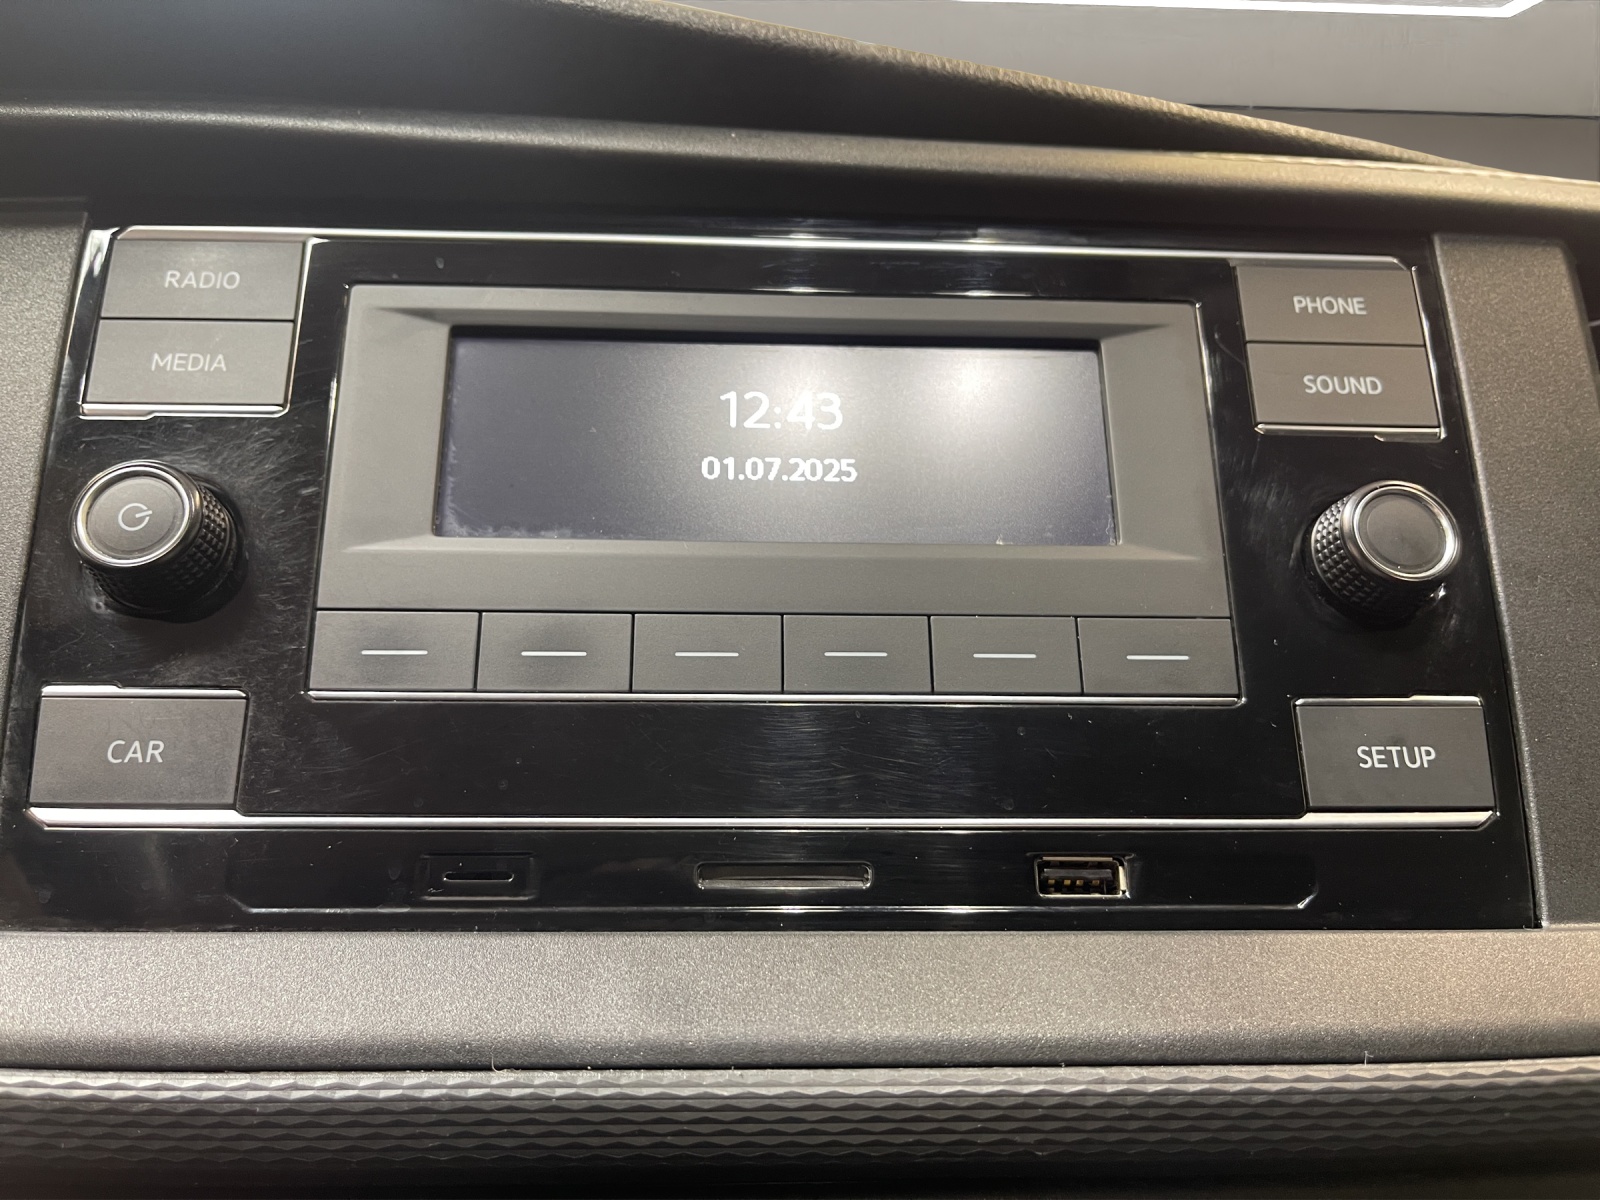 RADIO
MEDIA
PHONE
SOUND
12:43
01.07.2025
CAR
SETUP